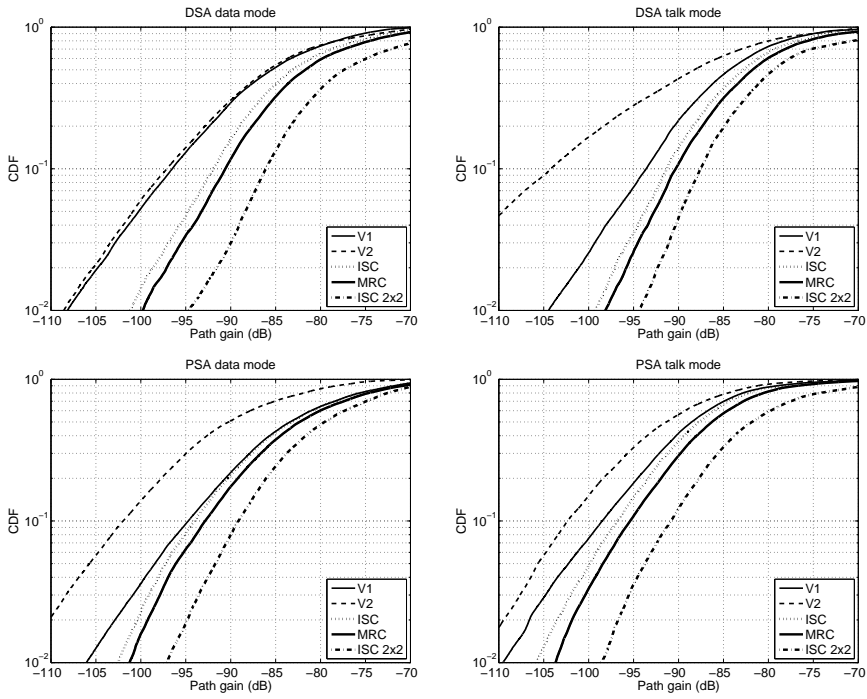 DSA data mode
10^0
10^-1
10^-2
CDF
−110 −105 −100 −95 −90 −85 −80 −75 −70
Path gain (dB)
V1
V2
ISC
MRC
ISC 2x2
DSA talk mode
10^0
10^-1
10^-2
CDF
−110 −105 −100 −95 −90 −85 −80 −75 −70
Path gain (dB)
V1
V2
ISC
MRC
ISC 2x2
PSA data mode
10^0
10^-1
10^-2
CDF
−110 −105 −100 −95 −90 −85 −80 −75 −70
Path gain (dB)
V1
V2
ISC
MRC
ISC 2x2
PSA talk mode
10^0
10^-1
10^-2
CDF
−110 −105 −100 −95 −90 −85 −80 −75 −70
Path gain (dB)
V1
V2
ISC
MRC
ISC 2x2